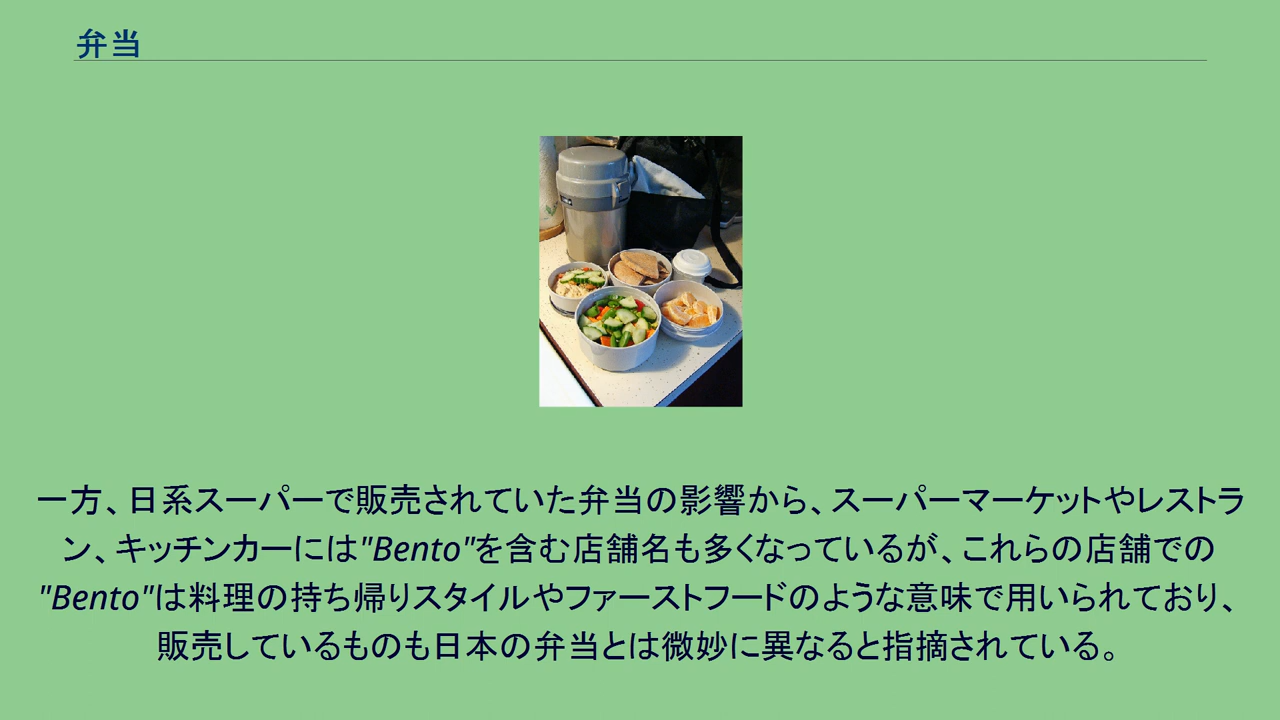 弁当
一方、日系スーパーで販売されていた弁当の影響から、スーパーマーケットやレストラ
ン、キッチンカーには"Bento"を含む店舗名も多くなっているが、これらの店舗での
"Bento"は料理の持ち帰りスタイルやファーストフードのような意味で用いられており、
販売しているものも日本の弁当とは微妙に異なると指摘されている。